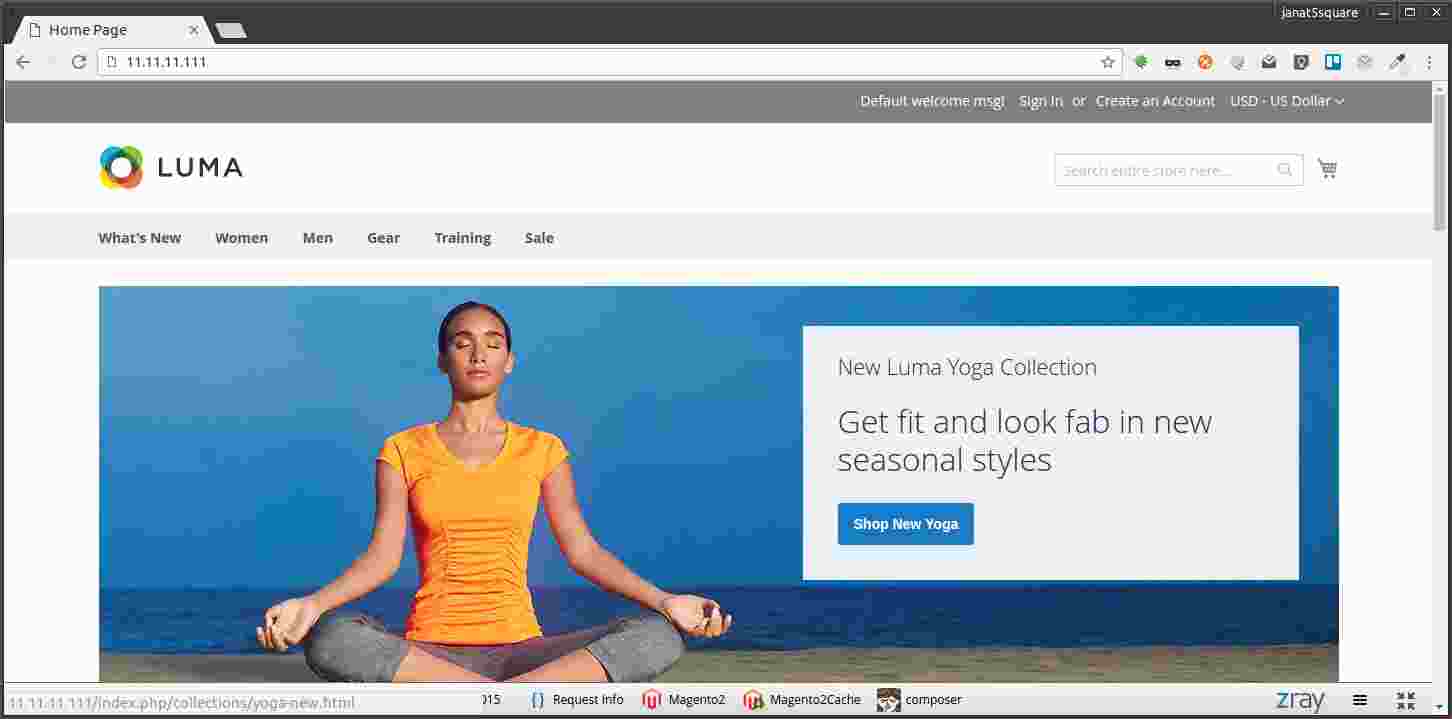 janat5square
Home Page
11.11.11.111
Default welcome msg! Sign In or Create an Account USD - US Dollar
LUMA
Search entire store here...
What's New Women Men Gear Training Sale
New Luma Yoga Collection
Get fit and look fab in new
seasonal styles
Shop New Yoga
11.11.11.111/index.php/collections/yoga-new.html 015 Request Info Magento2 Magento2Cache composer zray